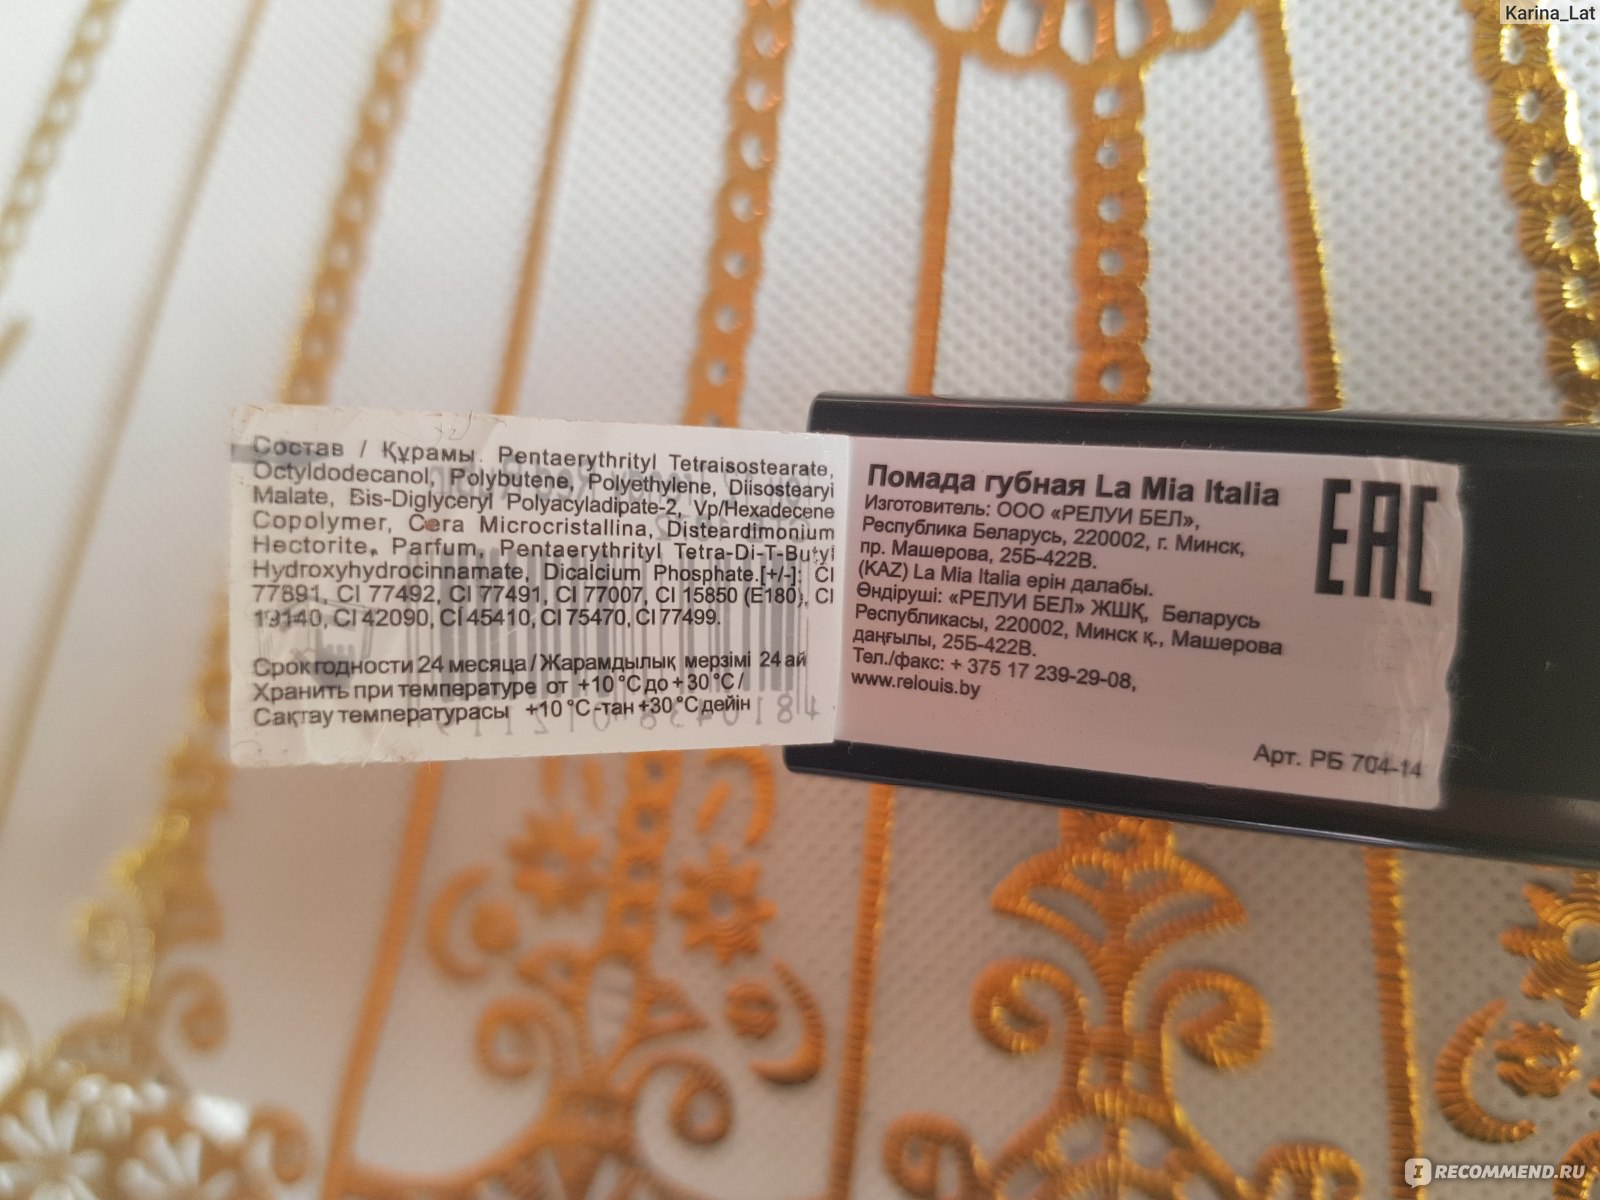 Karina_Lat
Состав / Құрамы. Pentaerythrityl Tetraisostearate,
Octyldodecanol, Polybutene, Polyethylene, Diisostearyl
Malate, Bis-Diglyceryl Polyacyladipate-2, Vp/Hexadecene
Copolymer, Cera Microcristallina, Disteardimonium
Hectorite, Parfum, Pentaerythrityl Tetra-Di-T-Butyl
Hydroxyhydrocinnamate, Dicalcium Phosphate.[+/-]: CI
77891, CI 77492, CI 77491, CI 77007, CI 15850 (E180), CI
19140, CI 42090, CI 45410, CI 75470, CI 77499.
Срок годности 24 месяца / Жарамдылық мерзімі 24 ай
Хранить при температуре от +10 °C до +30 °C /
Сақтау температурасы +10 °C -тан +30 °C дейін
Помада губная La Mia Italia
Изготовитель: ООО «РЕЛУИ БЕЛ»,
Республика Беларусь, 220002, г. Минск,
пр. Машерова, 25Б-422В.
(KAZ) La Mia Italia ерін далабы.
Өндіруші: «РЕЛУИ БЕЛ» ЖШҚ, Беларусь
Республикасы, 220002, Минск қ., Машерова
даңғылы, 25Б-422В.
Тел./факс: + 375 17 239-29-08,
www.relouis.by
EAC
Арт. РБ 704-14
IRECOMMEND.RU